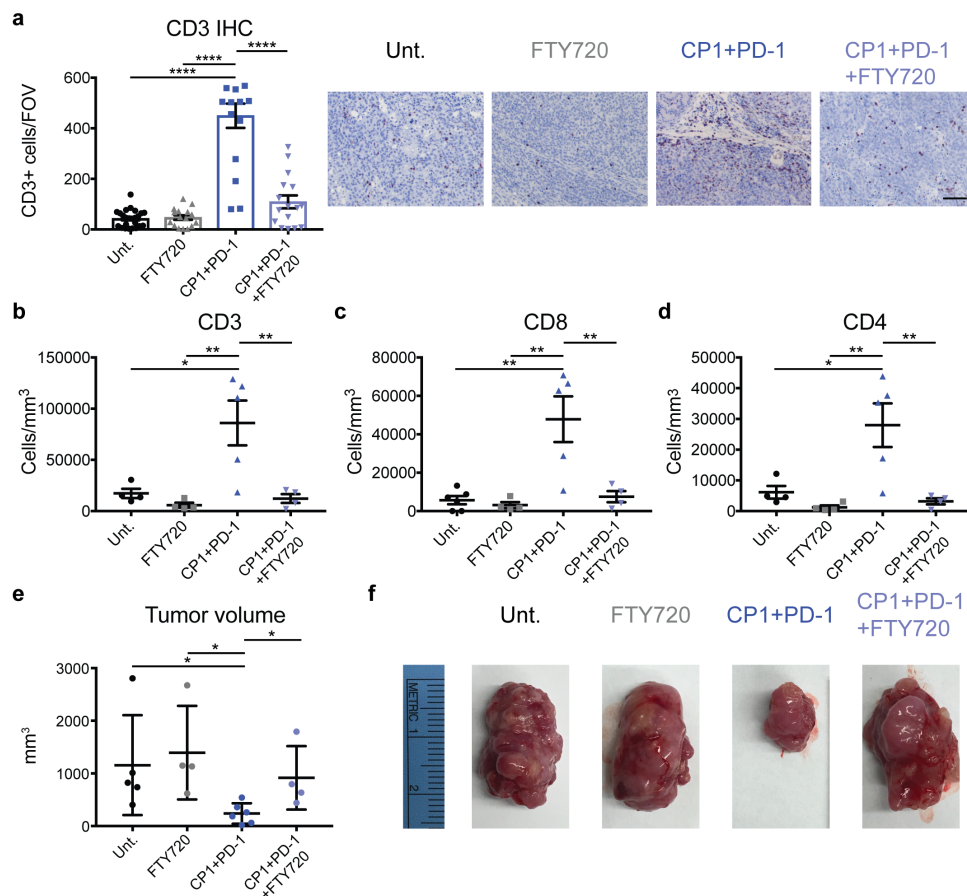 a
CD3 IHC
****
****
****
CD3+ cells/FOV
600
400
200
0
Unt.
FTY720
CP1+PD-1
CP1+PD-1
+FTY720
Unt.
FTY720
CP1+PD-1
CP1+PD-1
+FTY720
b
CD3
**
**
*
Cells/mm³
150000
100000
50000
0
Unt.
FTY720
CP1+PD-1
CP1+PD-1
+FTY720
c
CD8
**
**
**
Cells/mm³
80000
60000
40000
20000
0
Unt.
FTY720
CP1+PD-1
CP1+PD-1
+FTY720
d
CD4
**
**
*
Cells/mm³
50000
40000
30000
20000
10000
0
Unt.
FTY720
CP1+PD-1
CP1+PD-1
+FTY720
e
Tumor volume
*
*
*
mm³
3000
2000
1000
0
Unt.
FTY720
CP1+PD-1
CP1+PD-1
+FTY720
f
Unt.
FTY720
CP1+PD-1
CP1+PD-1
+FTY720
METRIC 1
2